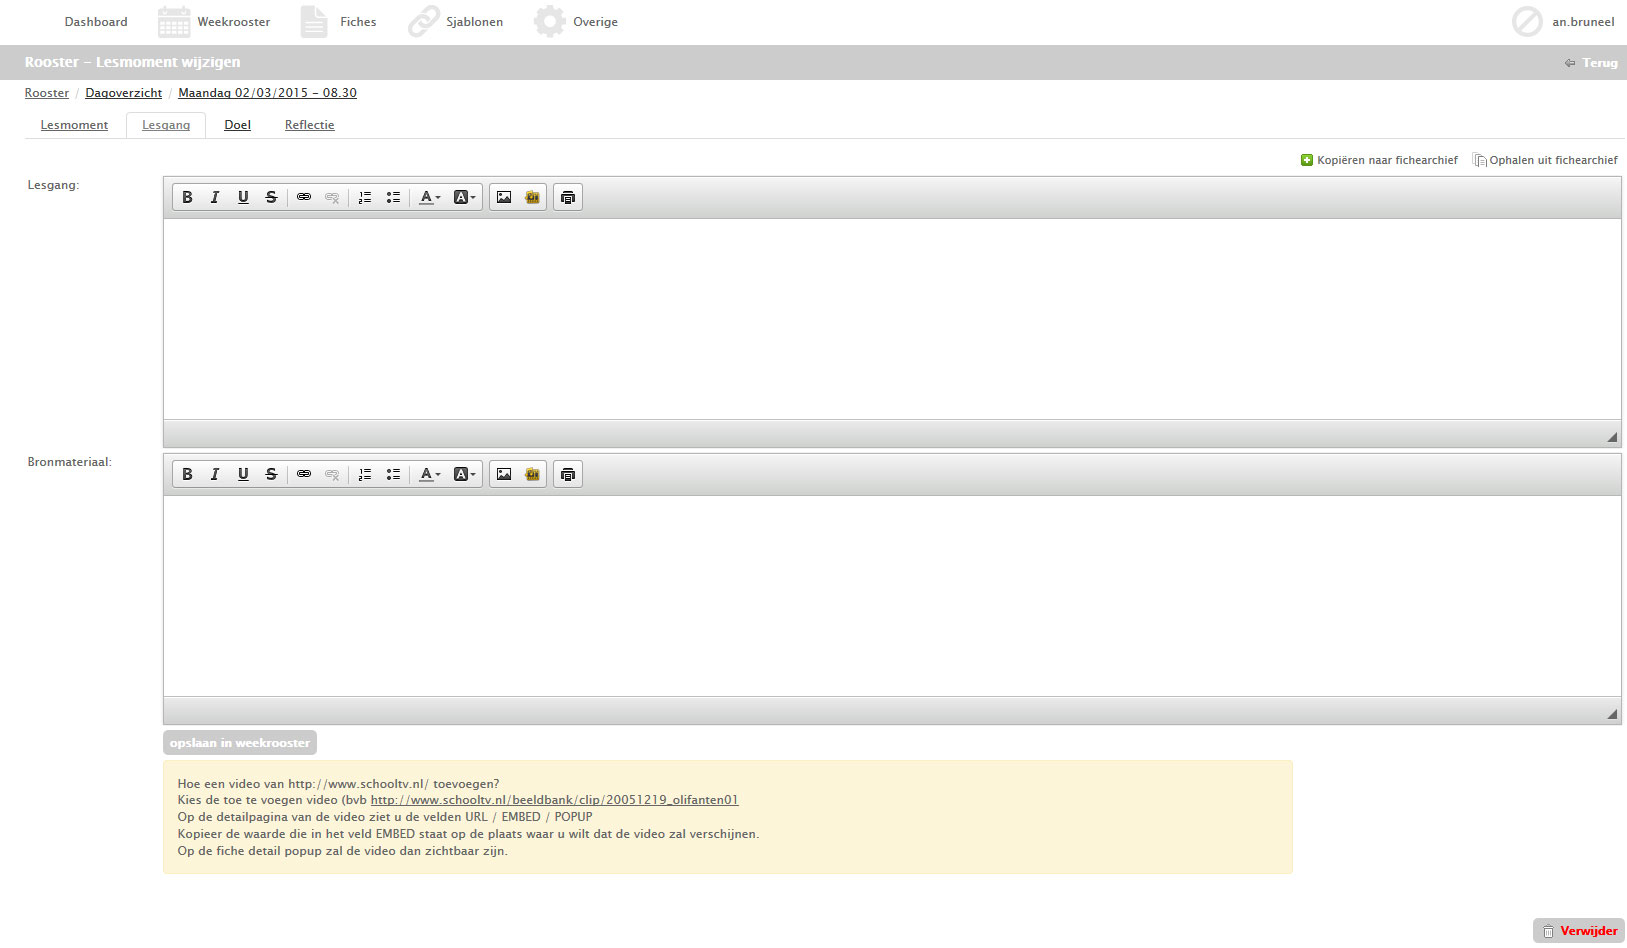 Dashboard Weekrooster Fiches Sjablonen Overige an.bruneel
Rooster – Lesmoment wijzigen Terug
Rooster / Dagoverzicht / Maandag 02/03/2015 – 08.30
Lesmoment Lesgang Doel Reflectie
Kopiëren naar fichearchief Ophalen uit fichearchief
Lesgang:
B I U S A A
Bronmateriaal:
B I U S A A
opslaan in weekrooster
Hoe een video van http://www.schooltv.nl/ toevoegen?
Kies de toe te voegen video (bvb http://www.schooltv.nl/beeldbank/clip/20051219_olifanten01
Op de detailpagina van de video ziet u de velden URL / EMBED / POPUP
Kopieer de waarde die in het veld EMBED staat op de plaats waar u wilt dat de video zal verschijnen.
Op de fiche detail popup zal de video dan zichtbaar zijn.
Verwijder